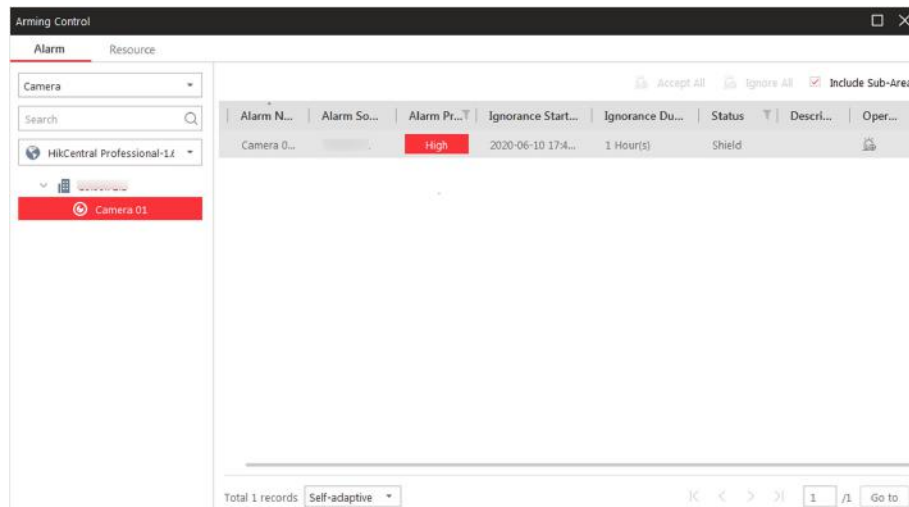 Arming Control
Alarm Resource
Camera
Accept All Ignore All Include Sub-Area
Search
Alarm N... Alarm So... Alarm Pr... Ignorance Start... Ignorance Du... Status Descri... Oper...
Camera 0... High 2020-06-10 17:4... 1 Hour(s) Shield
HikCentral Professional-1.6
Camera 01
Total 1 records Self-adaptive 1 /1 Go to